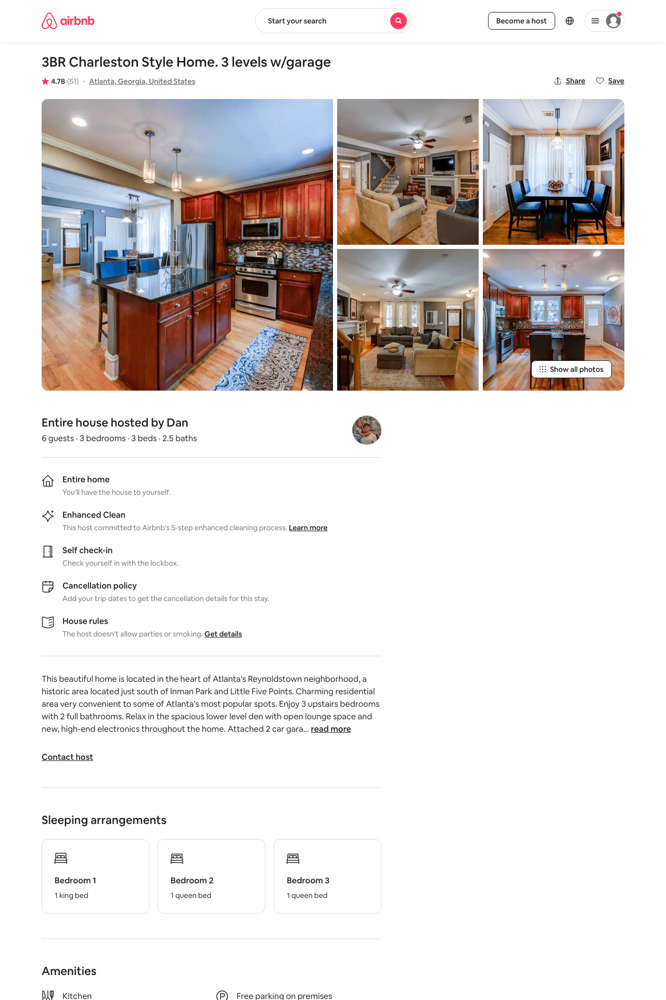 airbnb
Start your search
Become a host
3BR Charleston Style Home. 3 levels w/garage
4.78 (51) · Atlanta, Georgia, United States
Share
Save
Show all photos
Entire house hosted by Dan
6 guests · 3 bedrooms · 3 beds · 2.5 baths
Entire home
You’ll have the house to yourself.
Enhanced Clean
This host committed to Airbnb's 5-step enhanced cleaning process. Learn more
Self check-in
Check yourself in with the lockbox.
Cancellation policy
Add your trip dates to get the cancellation details for this stay.
House rules
The host doesn’t allow parties or smoking. Get details
This beautiful home is located in the heart of Atlanta's Reynoldstown neighborhood, a
historic area located just south of Inman Park and Little Five Points. Charming residential
area very convenient to some of Atlanta’s most popular spots. Enjoy 3 upstairs bedrooms
with 2 full bathrooms. Relax in the spacious lower level den with open lounge space and
new, high-end electronics throughout the home. Attached 2 car gara... read more
Contact host
Sleeping arrangements
Bedroom 1
1 king bed
Bedroom 2
1 queen bed
Bedroom 3
1 queen bed
Amenities
Kitchen
Free parking on premises